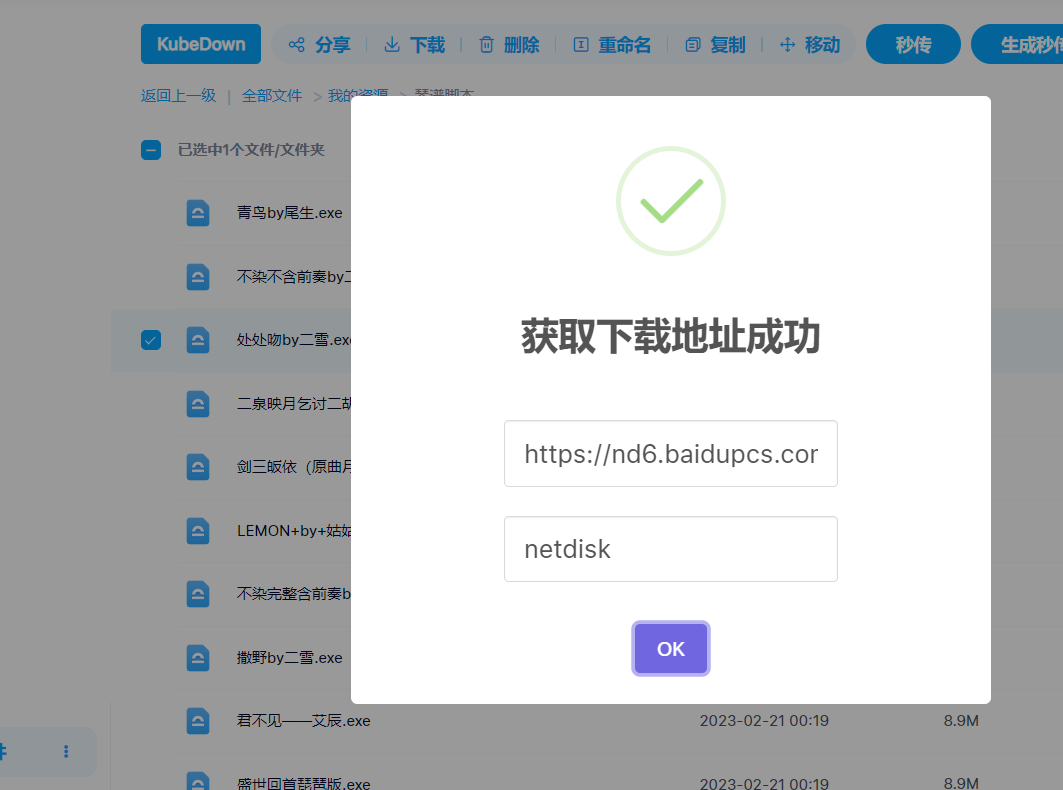 KubeDown 分享 下载 删除 重命名 复制 移动 秒传 生成秒传
返回上一级 | 全部文件 > 我的资源 > 琴谱脚本
已选中1个文件/文件夹
青鸟by尾生.exe
不染不含前奏by二
处处吻by二雪.exe
二泉映月乞讨二胡
剑三皈依（原曲月
LEMON+by+姑姑
不染完整含前奏b
撒野by二雪.exe
君不见——艾辰.exe 2023-02-21 00:19 8.9M
盛世回首琵琶版.exe 2023-02-21 00:19 8.9M
获取下载地址成功
https://nd6.baidupcs.cor
netdisk
OK